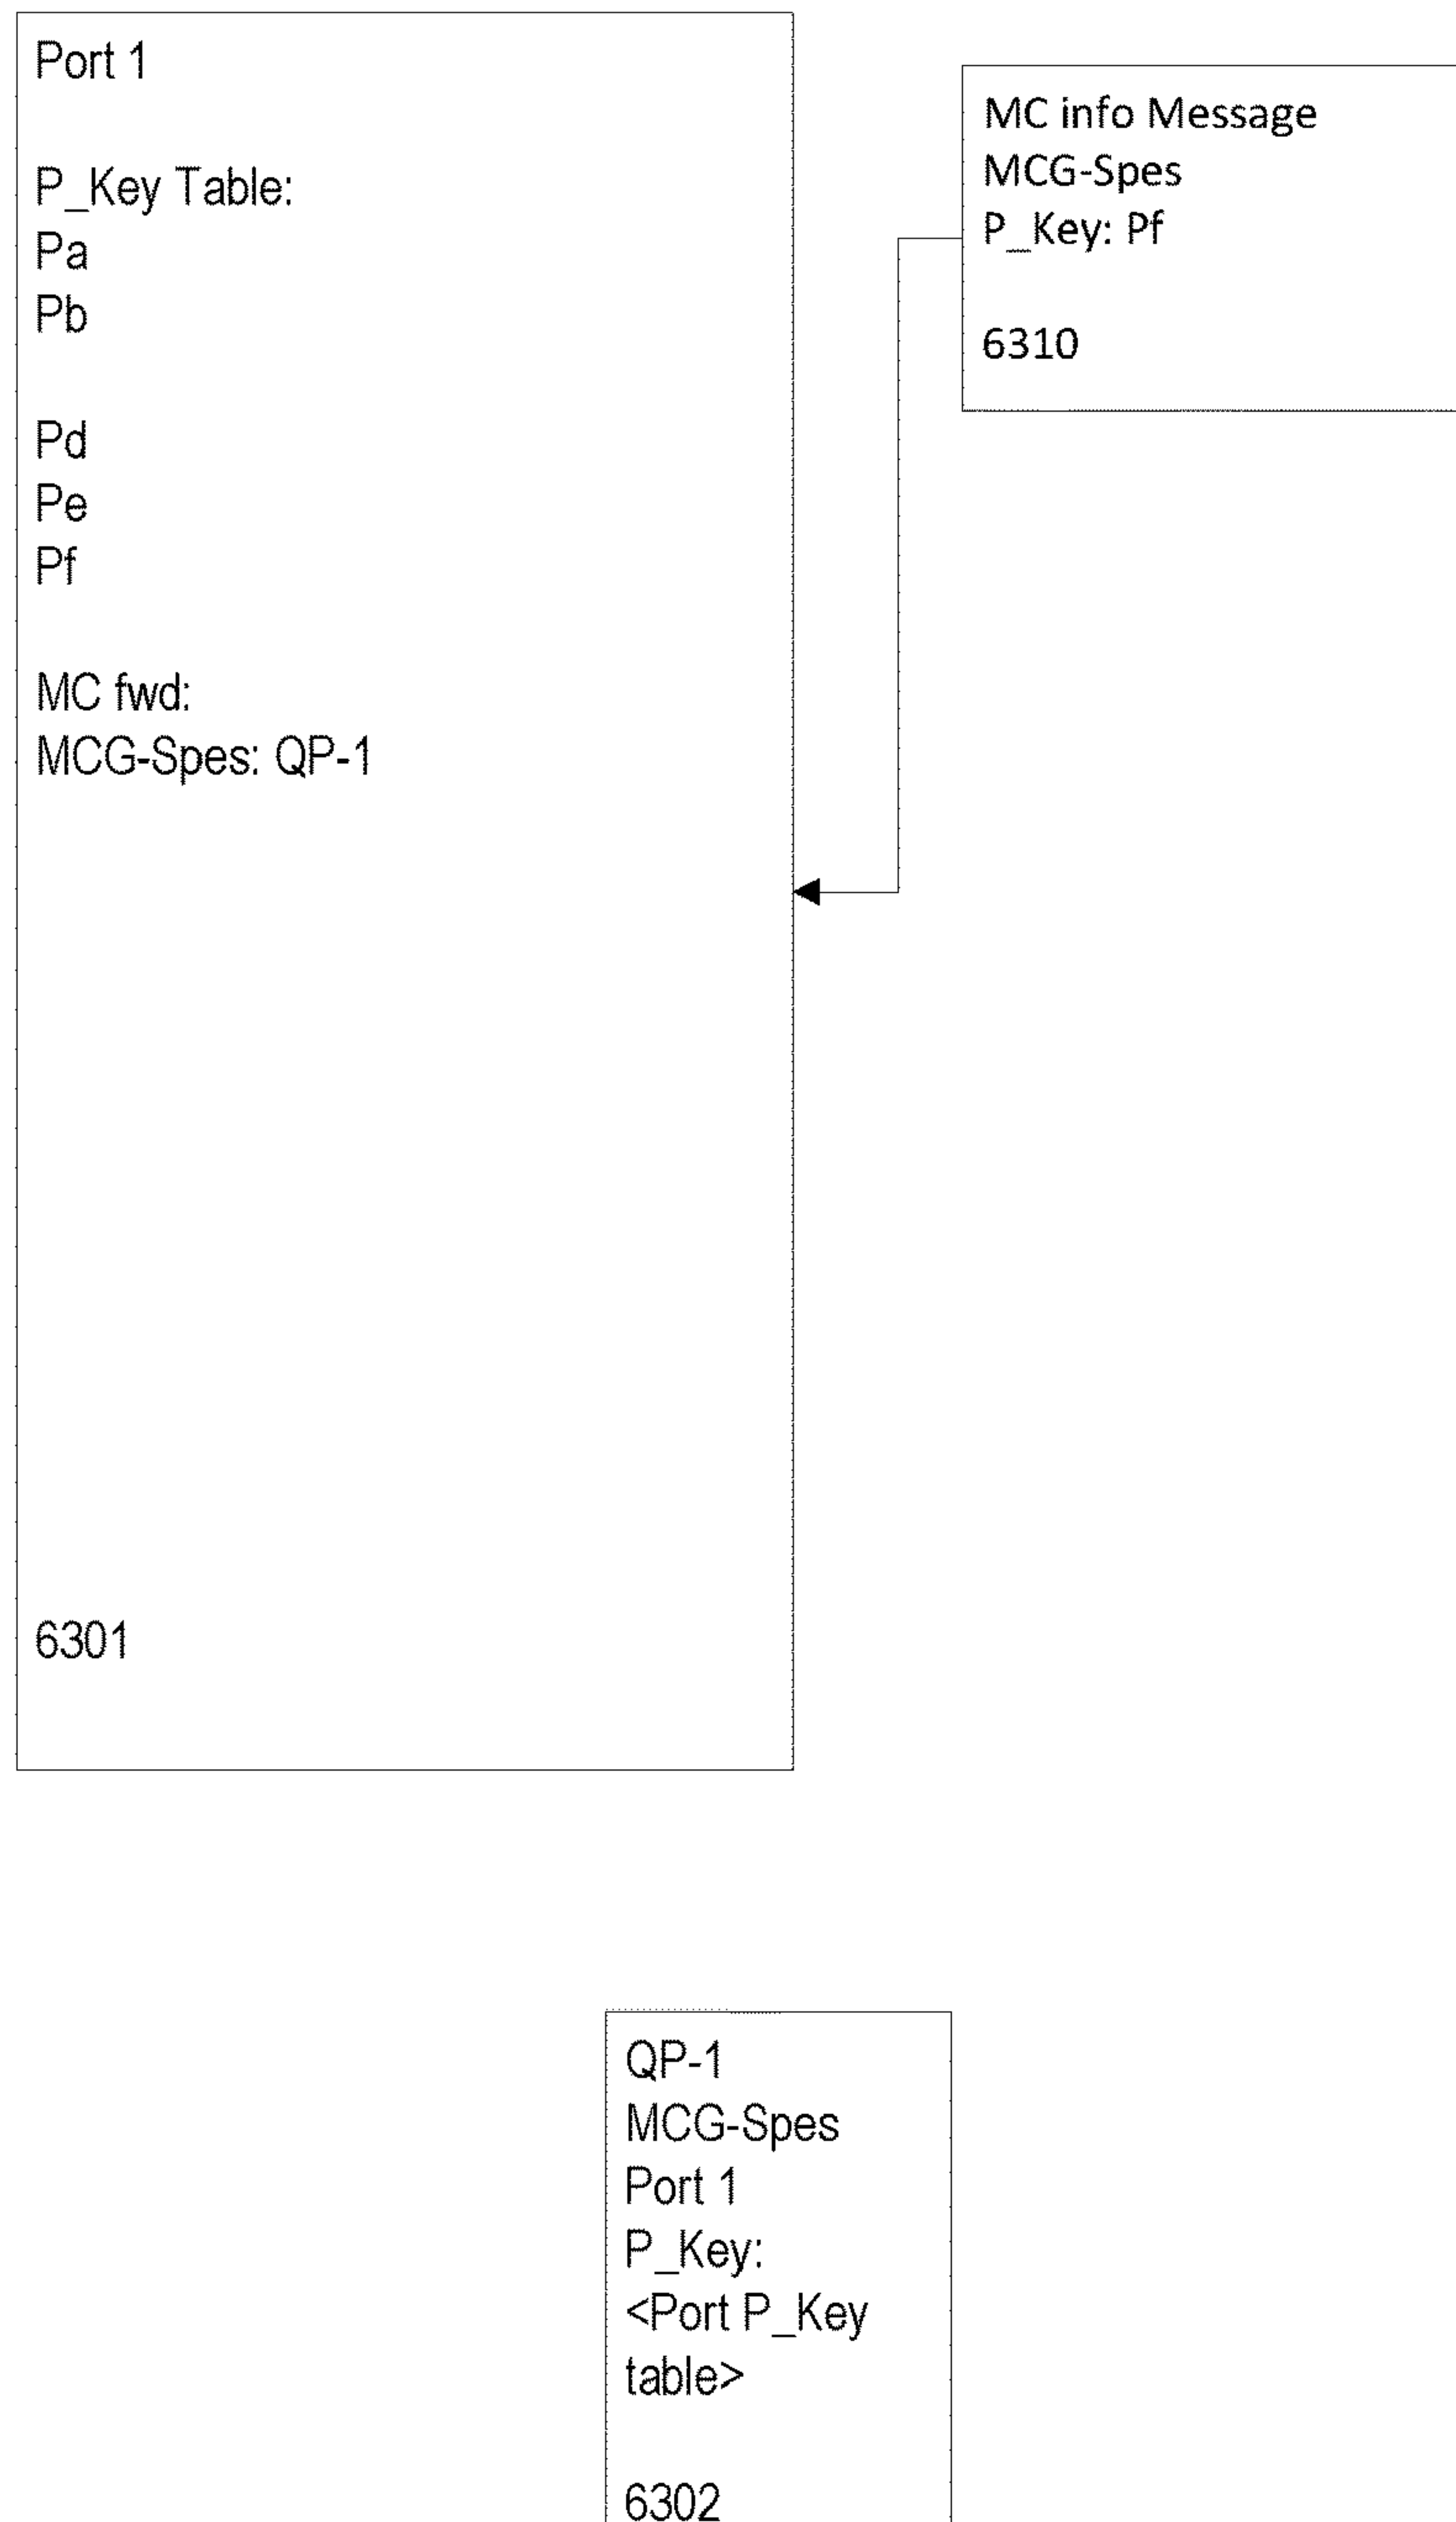 Port 1
P_Key Table:
Pa
Pb
Pd
Pe
Pf
MC fwd:
MCG-Spes: QP-1
6301
MC info Message
MCG-Spes
P_Key: Pf
6310
QP-1
MCG-Spes
Port 1
P_Key:
<Port P_Key
table>
6302